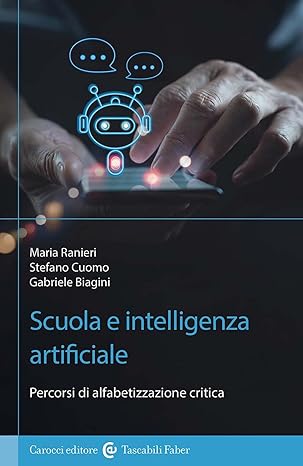 Maria Ranieri
Stefano Cuomo
Gabriele Biagini
Scuola e intelligenza
artificiale
Percorsi di alfabetizzazione critica
Carocci editore Tascabili Faber